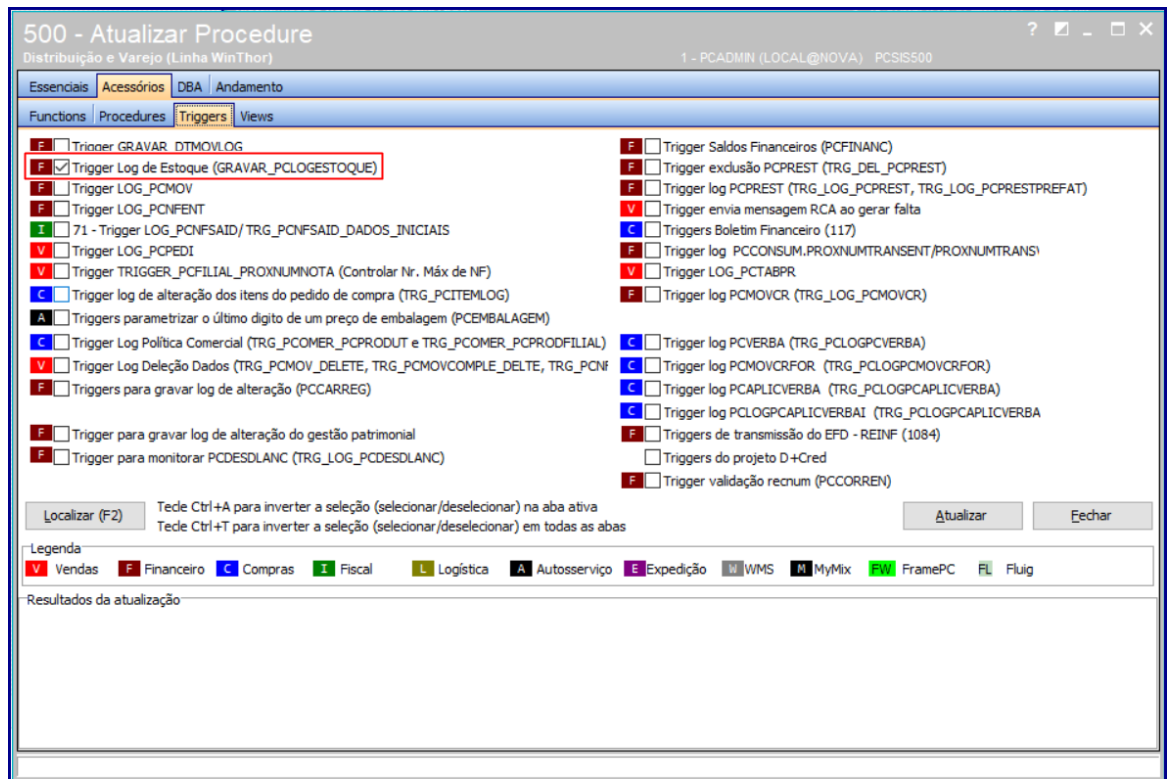 500 - Atualizar Procedure
Distribuição e Varejo (Linha WinThor)
1 - PCADMIN (LOCAL@NOVA) PCSIS500
Essenciais Acessórios DBA Andamento
Functions Procedures Triggers Views
F Trigger GRAVAR_DTMOVLOG
F Trigger Log de Estoque (GRAVAR_PCLOGESTOQUE)
F Trigger LOG_PCMOV
F Trigger LOG_PCNFENT
I 71 - Trigger LOG_PCNFSAID/ TRG_PCNFSAID_DADOS_INICIAIS
V Trigger LOG_PCPEDI
V Trigger TRIGGER_PCFILIAL_PROXNUMNOTA (Controlar Nr. Máx de NF)
C Trigger log de alteração dos itens do pedido de compra (TRG_PCITEMLOG)
A Triggers parametrizar o último digito de um preço de embalagem (PCEMBALAGEM)
C Trigger Log Política Comercial (TRG_PCOMER_PCPRODUT e TRG_PCOMER_PCPRODFILIAL)
V Trigger Log Deleção Dados (TRG_PCMOV_DELETE, TRG_PCMOVCOMPLE_DELTE, TRG_PCNF
F Triggers para gravar log de alteração (PCCARREG)
F Trigger para gravar log de alteração do gestão patrimonial
F Trigger para monitorar PCDESDLANC (TRG_LOG_PCDESDLANC)
F Trigger Saldos Financeiros (PCFINANC)
F Trigger exclusão PCPREST (TRG_DEL_PCPREST)
F Trigger log PCPREST (TRG_LOG_PCPREST, TRG_LOG_PCPRESTPREFAT)
V Trigger envia mensagem RCA ao gerar falta
C Triggers Boletim Financeiro (117)
F Trigger log PCCONSUM.PROXNUMTRANSENT/PROXNUMTRANS
V Trigger LOG_PCTABPR
F Trigger log PCMOVCR (TRG_LOG_PCMOVCR)
C Trigger log PCVERBA (TRG_PCLOGPCVERBA)
C Trigger log PCMOVCRFOR (TRG_PCLOGPCMOVCRFOR)
C Trigger log PCAPLICVERBA (TRG_PCLOGPCAPLICVERBA)
C Trigger log PCLOGPCAPLICVERBAI (TRG_PCLOGPCAPLICVERBA
F Triggers de transmissão do EFD - REINF (1084)
Triggers do projeto D+Cred
F Trigger validação recnum (PCCORREN)
Localizar (F2)
Tecle Ctrl+A para inverter a seleção (selecionar/deselecionar) na aba ativa
Tecle Ctrl+T para inverter a seleção (selecionar/deselecionar) em todas as abas
Atualizar Fechar
Legenda
V Vendas F Financeiro C Compras I Fiscal L Logística A Autosserviço E Expedição W WMS M MyMix FW FramePC FL Fluig
Resultados da atualização